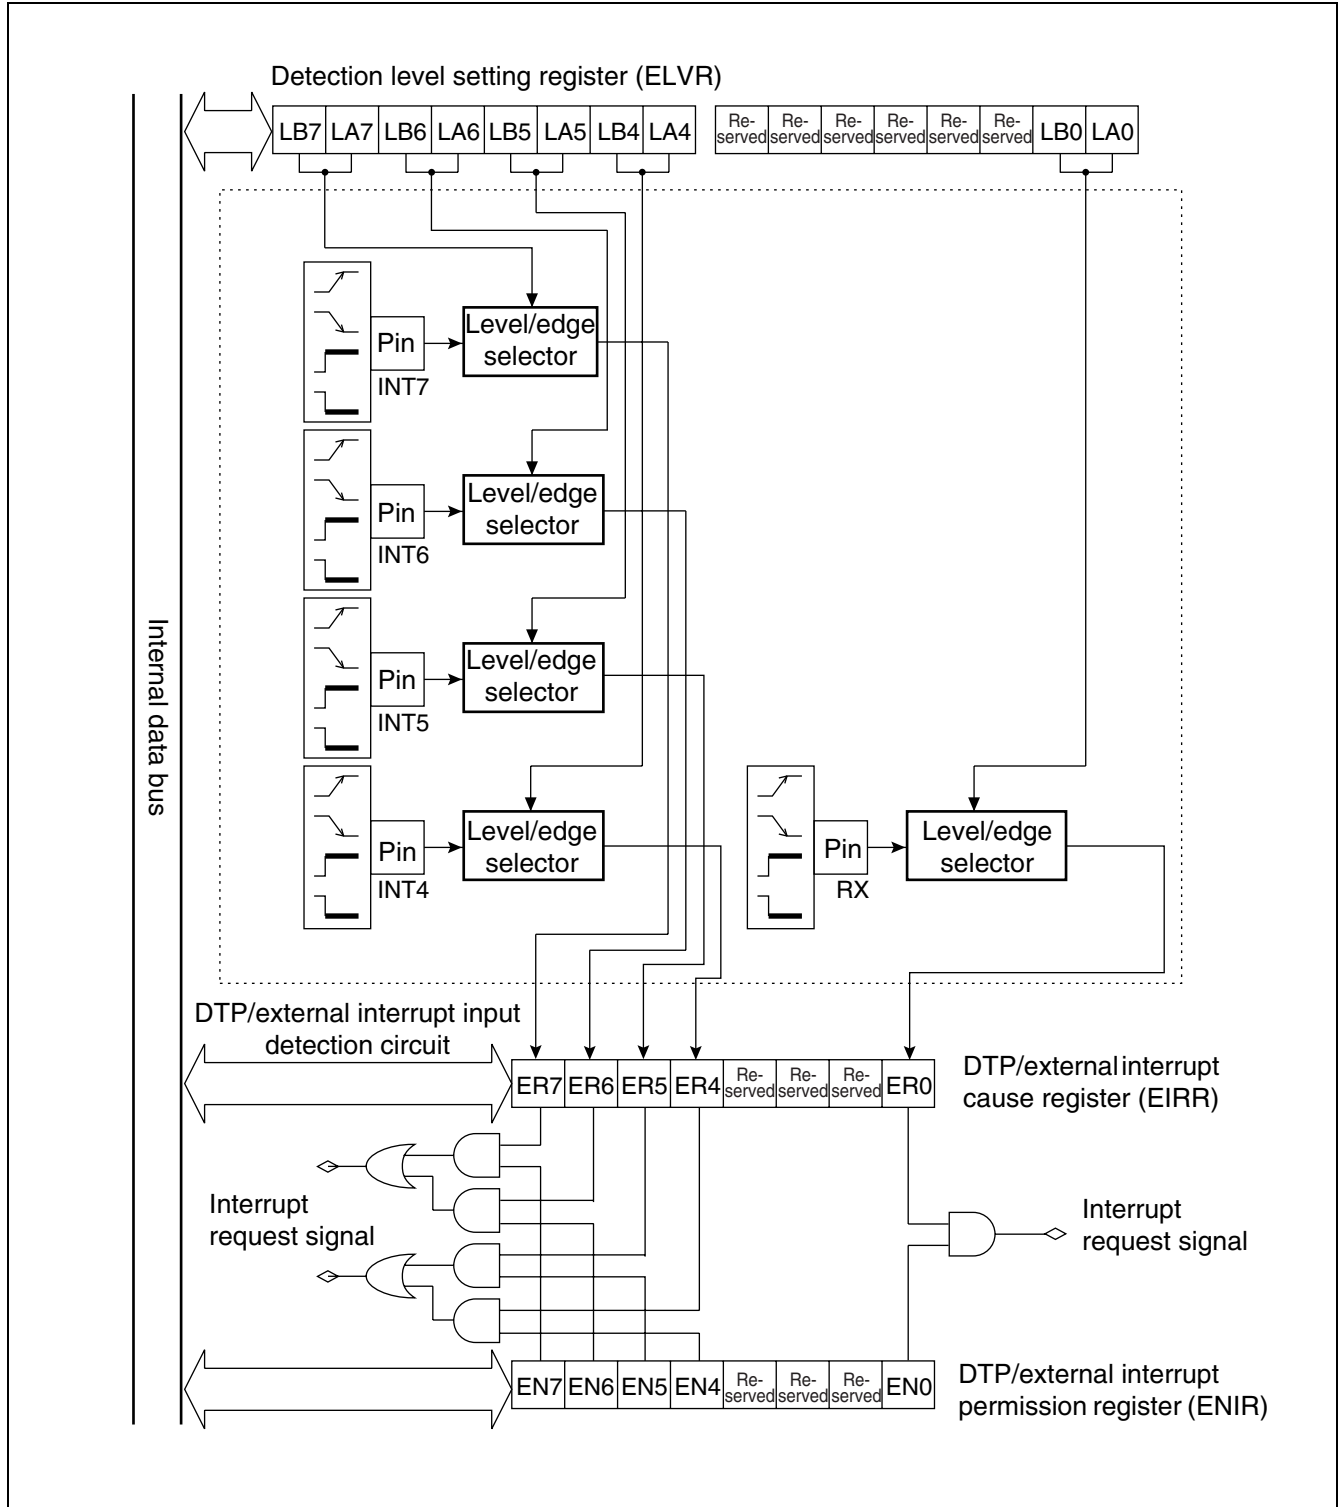 Detection level setting register (ELVR)
LB7 LA7 LB6 LA6 LB5 LA5 LB4 LA4
Re-served Re-served Re-served Re-served Re-served Re-served LB0 LA0
Level/edge
selector
Pin
INT7
Level/edge
selector
Pin
INT6
Level/edge
selector
Pin
INT5
Level/edge
selector
Pin
INT4
Level/edge
selector
Pin
RX
Internal data bus
DTP/external interrupt input
detection circuit
ER7 ER6 ER5 ER4 Re-served Re-served Re-served ER0
DTP/external interrupt
cause register (EIRR)
Interrupt
request signal
Interrupt
request signal
EN7 EN6 EN5 EN4 Re-served Re-served Re-served EN0
DTP/external interrupt
permission register (ENIR)